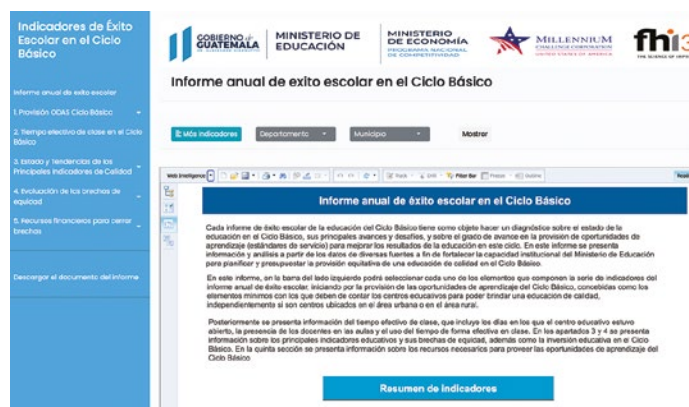 Indicadores de Éxito
Escolar en el Ciclo
Básico
Informe anual de exito escolar
1. Provisión ODAS Ciclo Básico
2. Tiempo efectivo de clase en el Ciclo
Básico
3. Estado y Tendencias de los
Principales Indicadores de Calidad
4. Evolución de las brechas de
equidad
5. Recursos financieros para cerrar
brechas
Descargar el documento del informe
GOBIERNO de
GUATEMALA
MINISTERIO DE
EDUCACIÓN
MINISTERIO
DE ECONOMÍA
PROGRAMA NACIONAL
DE COMPETITIVIDAD
MILLENNIUM
CHALLENGE CORPORATION
UNITED STATES OF AMERICA
fhi3
THE SCIENCE OF IMPR
Informe anual de exito escolar en el Ciclo Básico
Más indicadores
Departamento
Municipo
Mostrar
Web Intelligence
Track
Drill
Filter Bar
Freeze
Outline
Informe anual de éxito escolar en el Ciclo Básico
Cada informe de éxito escolar de la educación del Ciclo Básico tiene como objeto hacer un diagnóstico sobre el estado de la
educación en el Ciclo Básico, sus principales avances y desafíos, y sobre el grado de avance en la provisión de oportunidades de
aprendizaje (estándares de servicio) para mejorar los resultados de la educación en este ciclo. En este informe se presenta
información y análisis a partir de los datos de diversas fuentes a fin de fortalecer la capacidad institucional del Ministerio de Educación
para planificar y presupuestar la provisión equitativa de una educación de calidad en el Ciclo Básico.
En este informe, en la barra del lado izquierdo podrá seleccionar cada uno de los elementos que componen la serie de indicadores del
informe anual de éxito escolar, iniciando por la provisión de las oportunidades de aprendizaje del Ciclo Básico, concebidas como los
elementos mínimos con los que deben de contar los centros educativos para poder brindar una educación de calidad,
independientemente si son centros ubicados en el área urbana o en el área rural.
Posteriormente se presenta información del tiempo efectivo de clase, que incluye los días en los que el centro educativo estuvo
abierto, la presencia de los docentes en las aulas y el uso del tiempo de forma efectiva en clase. En los apartados 3 y 4 se presenta
información sobre los principales indicadores educativos y sus brechas de equidad, además como la inversión educativa en el Ciclo
Básico. En la quinta sección se presenta información sobre los recursos necesarios para proveer las oportunidades de aprendizaje del
Ciclo Básico
Resumen de indicadores